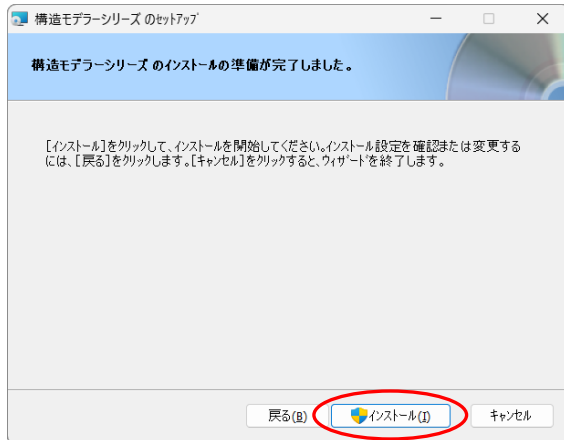 構造モデラーシリーズ のｾｯﾄｱｯﾌﾟ
構造モデラーシリーズ のｲﾝｽﾄｰﾙの準備が完了しました。
[ｲﾝｽﾄｰﾙ]をｸﾘｯｸして、ｲﾝｽﾄｰﾙを開始してください。ｲﾝｽﾄｰﾙ設定を確認または変更する
には、[戻る]をｸﾘｯｸします。[ｷｬﾝｾﾙ]をｸﾘｯｸすると、ｳｨｻﾞｰﾄﾞを終了します。
戻る(B)
ｲﾝｽﾄｰﾙ(I)
ｷｬﾝｾﾙ